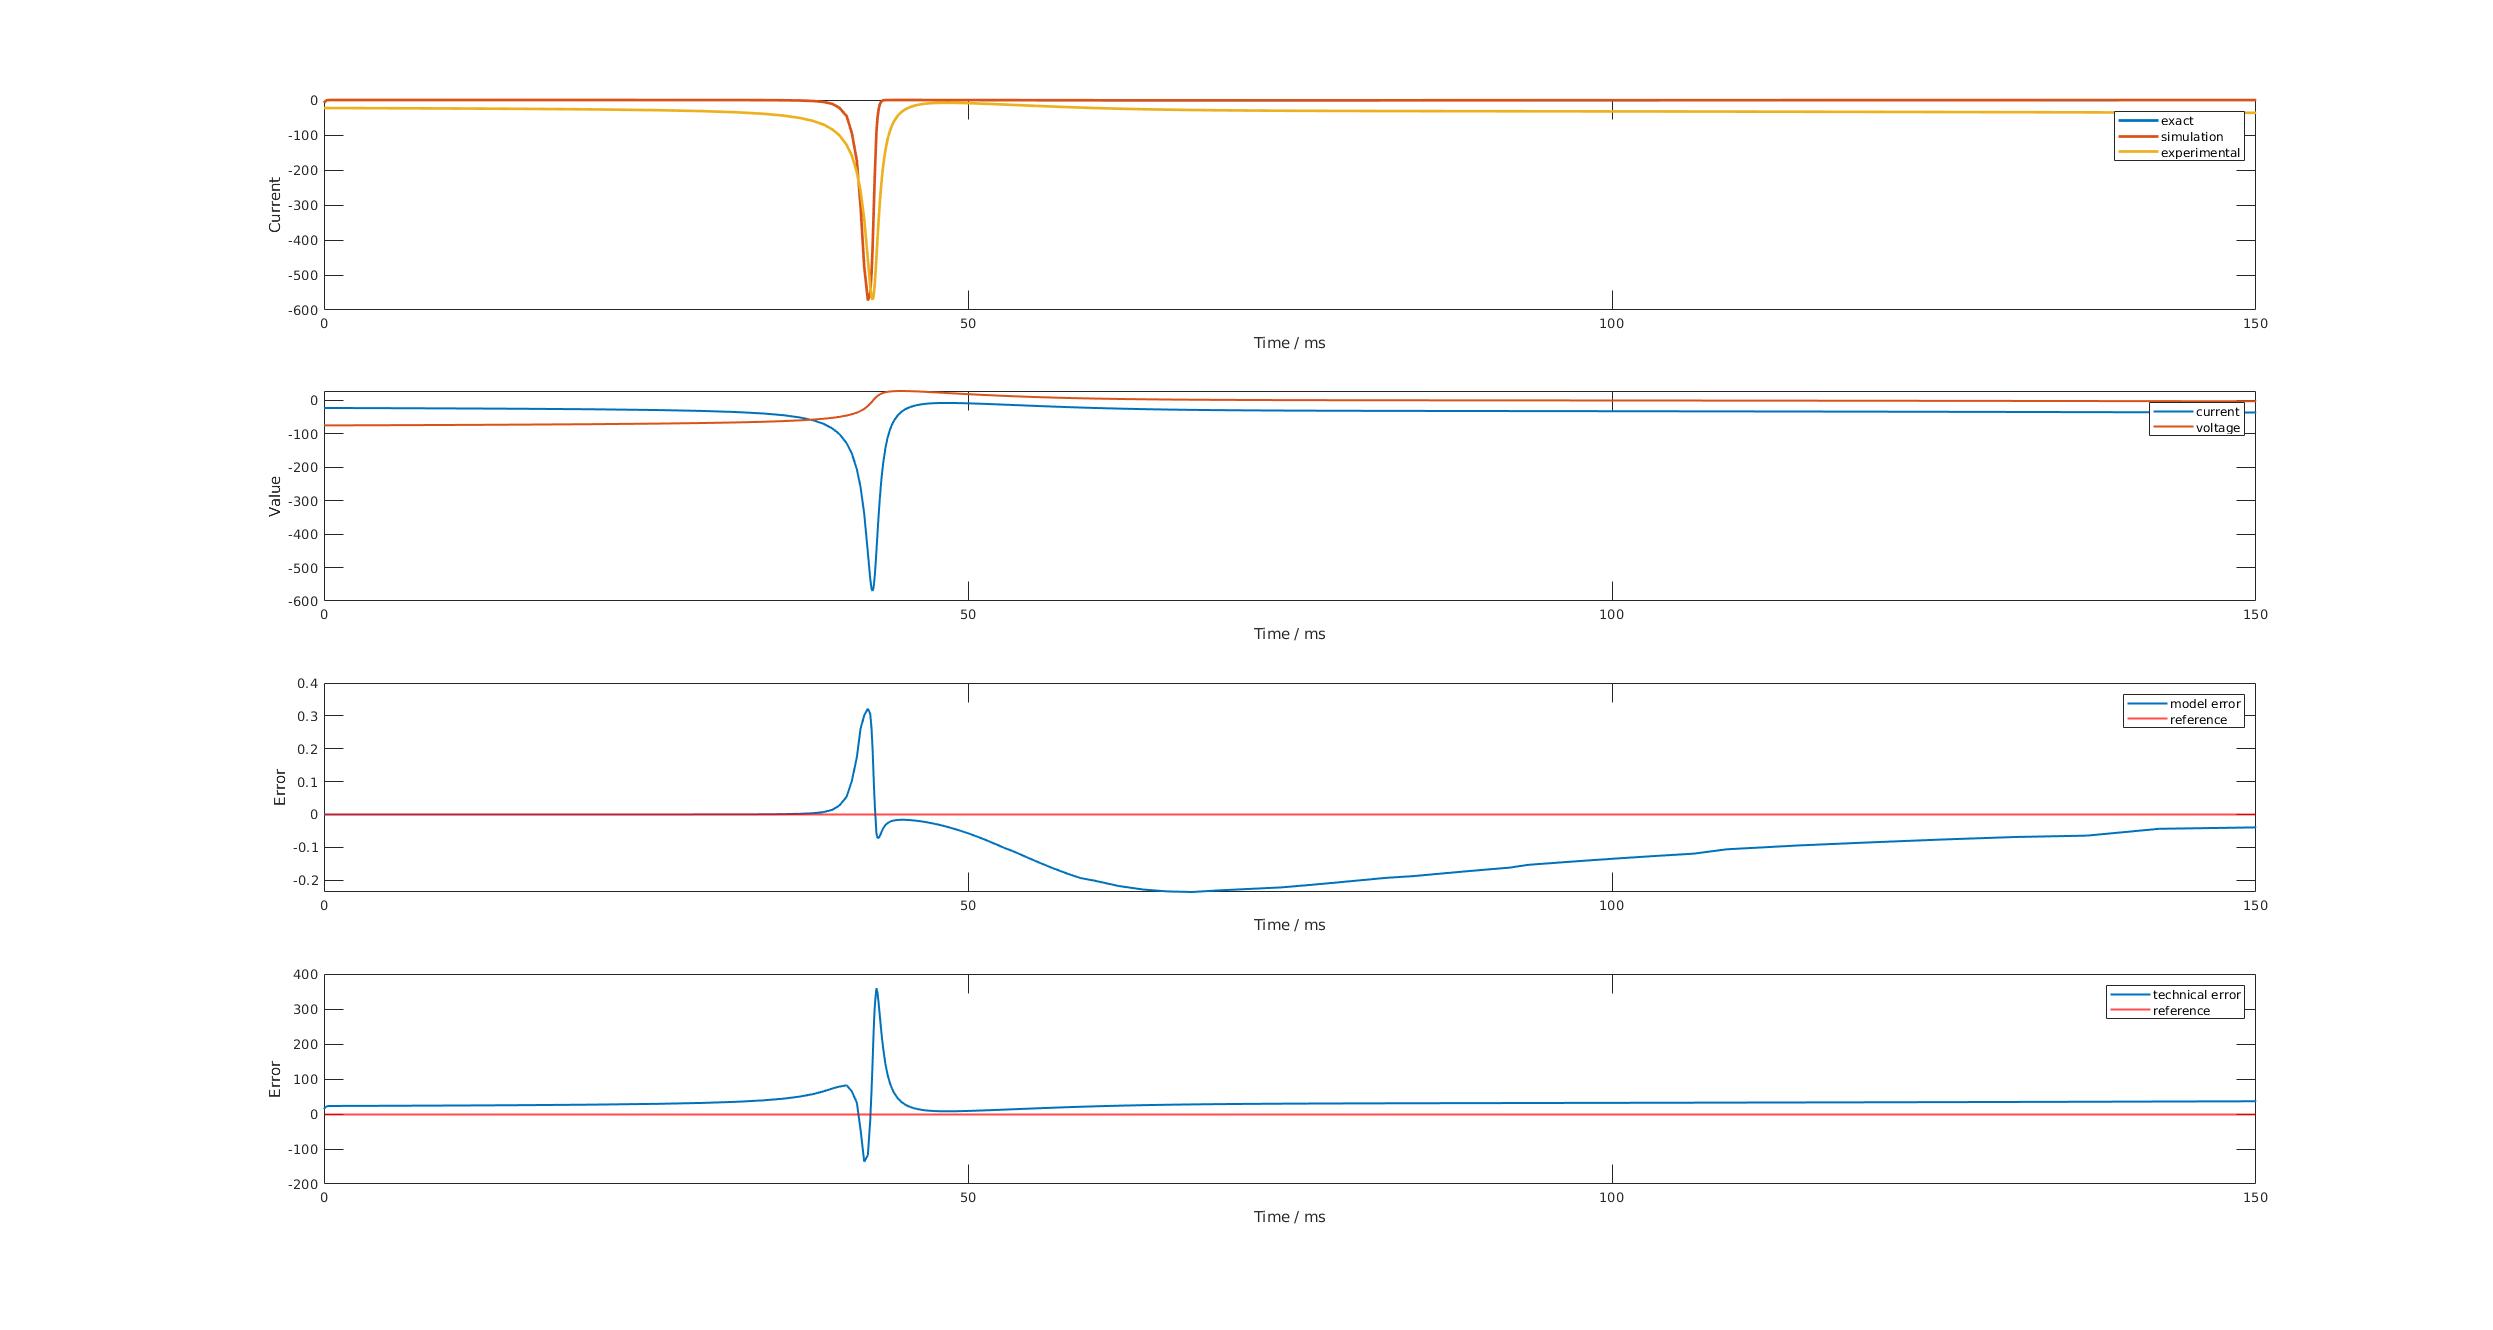 0
-100
-200
-300
-400
-500
-600
Current
exact
simulation
experimental
0 50 100 150
Time / ms
0
-100
-200
-300
-400
-500
-600
Value
current
voltage
0 50 100 150
Time / ms
0.4
0.3
0.2
0.1
0
-0.1
-0.2
Error
model error
reference
0 50 100 150
Time / ms
400
300
200
100
0
-100
-200
Error
technical error
reference
0 50 100 150
Time / ms